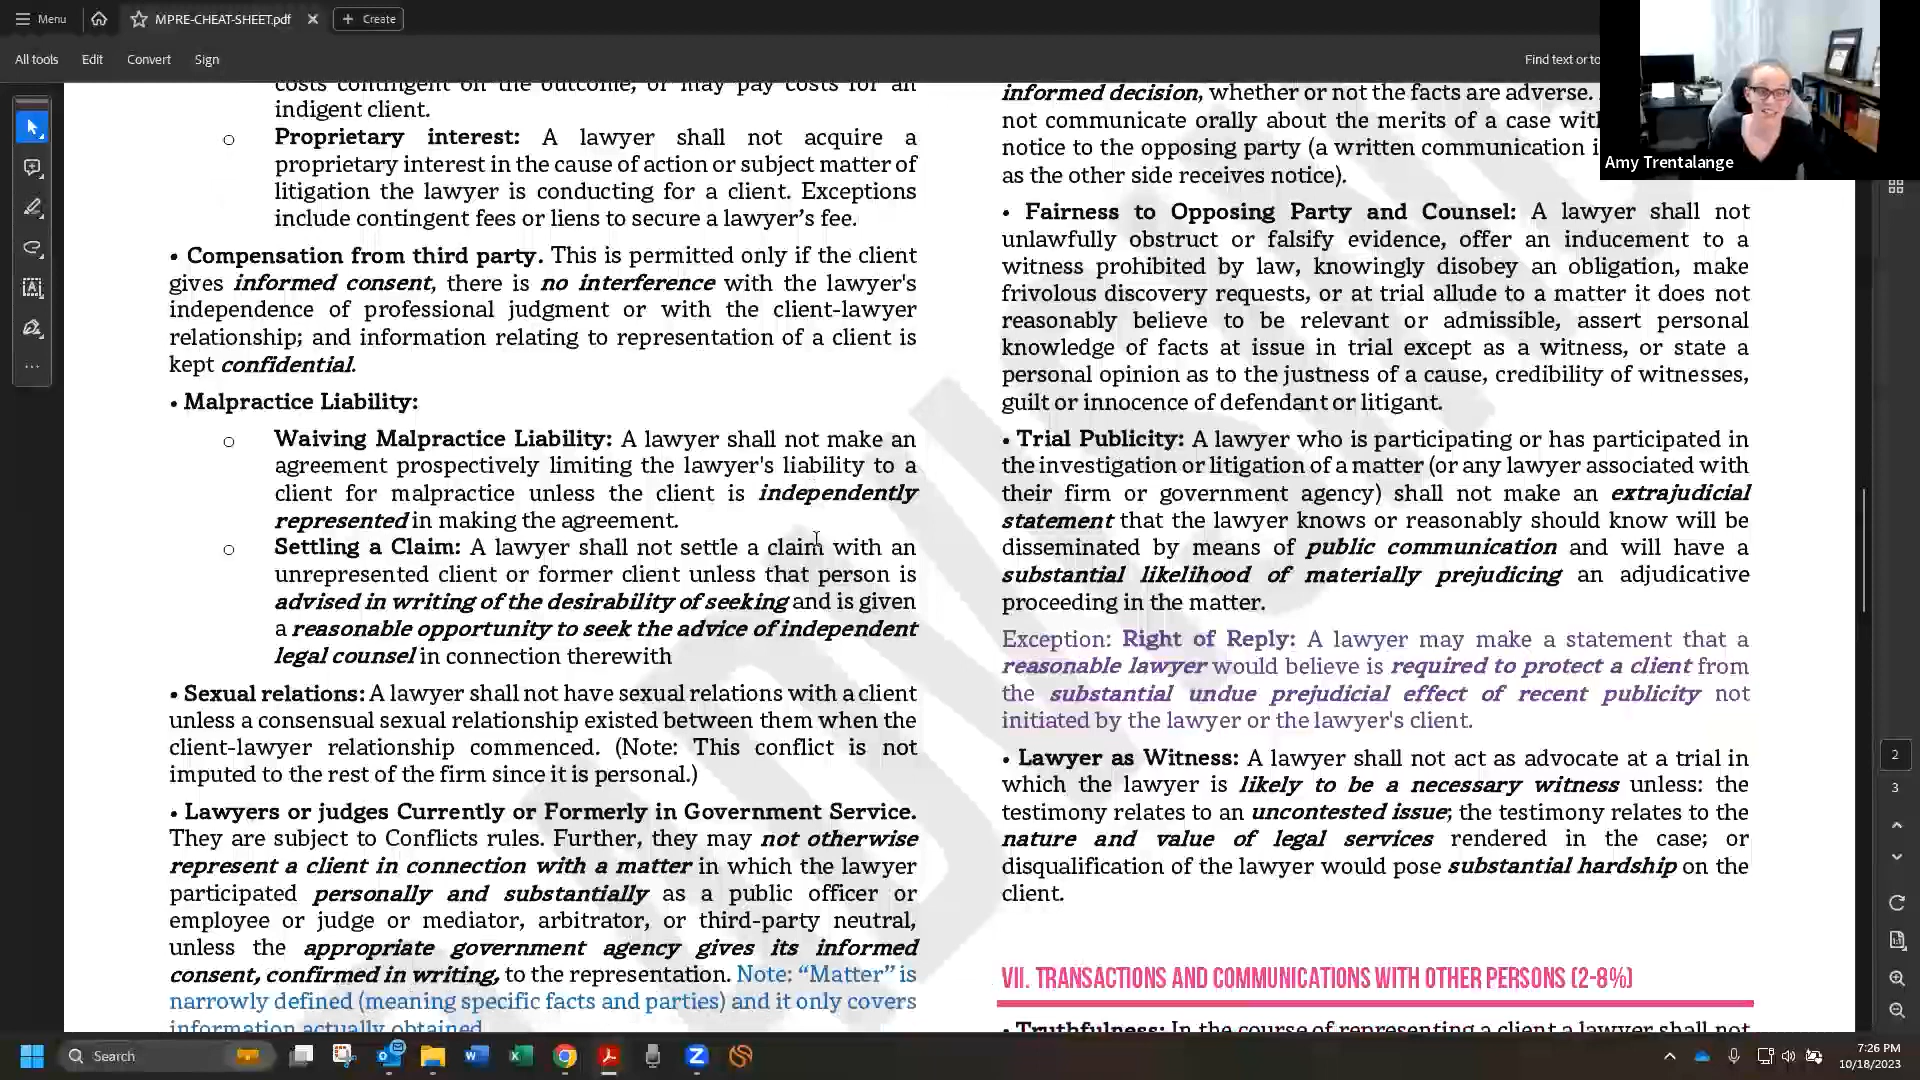 Menu
MPRE-CHEAT-SHEET.pdf
Create
All tools
Edit
Convert
Sign
Find text or to
Amy Trentalange
costs contingent on the outcome, or may pay costs for an
indigent client.
o Proprietary interest: A lawyer shall not acquire a
proprietary interest in the cause of action or subject matter of
litigation the lawyer is conducting for a client. Exceptions
include contingent fees or liens to secure a lawyer's fee.
• Compensation from third party. This is permitted only if the client
gives informed consent, there is no interference with the lawyer's
independence of professional judgment or with the client-lawyer
relationship; and information relating to representation of a client is
kept confidential.
• Malpractice Liability:
o Waiving Malpractice Liability: A lawyer shall not make an
agreement prospectively limiting the lawyer's liability to a
client for malpractice unless the client is independently
represented in making the agreement.
o Settling a Claim: A lawyer shall not settle a claim with an
unrepresented client or former client unless that person is
advised in writing of the desirability of seeking and is given
a reasonable opportunity to seek the advice of independent
legal counsel in connection therewith
• Sexual relations: A lawyer shall not have sexual relations with a client
unless a consensual sexual relationship existed between them when the
client-lawyer relationship commenced. (Note: This conflict is not
imputed to the rest of the firm since it is personal.)
• Lawyers or judges Currently or Formerly in Government Service.
They are subject to Conflicts rules. Further, they may not otherwise
represent a client in connection with a matter in which the lawyer
participated personally and substantially as a public officer or
employee or judge or mediator, arbitrator, or third-party neutral,
unless the appropriate government agency gives its informed
consent, confirmed in writing, to the representation. Note: “Matter” is
narrowly defined (meaning specific facts and parties) and it only covers
information actually obtained
informed decision, whether or not the facts are adverse.
not communicate orally about the merits of a case with
notice to the opposing party (a written communication i
as the other side receives notice).
• Fairness to Opposing Party and Counsel: A lawyer shall not
unlawfully obstruct or falsify evidence, offer an inducement to a
witness prohibited by law, knowingly disobey an obligation, make
frivolous discovery requests, or at trial allude to a matter it does not
reasonably believe to be relevant or admissible, assert personal
knowledge of facts at issue in trial except as a witness, or state a
personal opinion as to the justness of a cause, credibility of witnesses,
guilt or innocence of defendant or litigant.
• Trial Publicity: A lawyer who is participating or has participated in
the investigation or litigation of a matter (or any lawyer associated with
their firm or government agency) shall not make an extrajudicial
statement that the lawyer knows or reasonably should know will be
disseminated by means of public communication and will have a
substantial likelihood of materially prejudicing an adjudicative
proceeding in the matter.
Exception: Right of Reply: A lawyer may make a statement that a
reasonable lawyer would believe is required to protect a client from
the substantial undue prejudicial effect of recent publicity not
initiated by the lawyer or the lawyer's client.
• Lawyer as Witness: A lawyer shall not act as advocate at a trial in
which the lawyer is likely to be a necessary witness unless: the
testimony relates to an uncontested issue; the testimony relates to the
nature and value of legal services rendered in the case; or
disqualification of the lawyer would pose substantial hardship on the
client.
VII. TRANSACTIONS AND COMMUNICATIONS WITH OTHER PERSONS (2-8%)
• Truthfulness: In the course of representing a client a lawyer shall not
2
3
Search
7:26 PM
10/18/2023